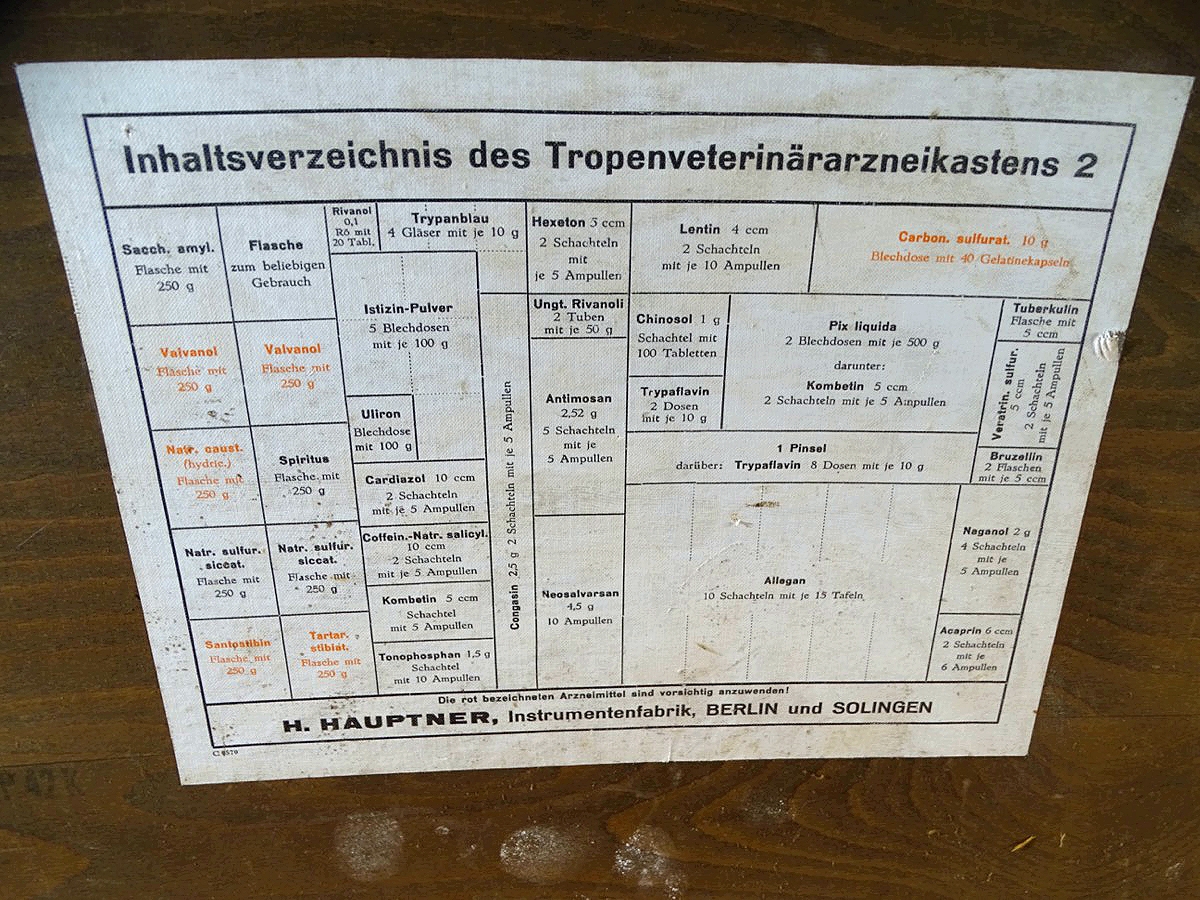 Inhaltsverzeichnis des Tropenveterinärarzneikastens 2
Sacch. amyl.
Flasche mit
250 g
Flasche
zum beliebigen
Gebrauch
Rivanol
0,1
Rö mit
20 Tabl.
Trypanblau
4 Gläser mit je 10 g
Hexeton 5 ccm
2 Schachteln
mit
je 5 Ampullen
Lentin 4 ccm
2 Schachteln
mit je 10 Ampullen
Carbon. sulfurat. 10 g
Blechdose mit 40 Gelatinekapseln
Valvanol
Flasche mit
250 g
Valvanol
Flasche mit
250 g
Istizin-Pulver
5 Blechdosen
mit je 100 g
Uliron
Blechdose
mit 100 g
Congasin 2,5 g 2 Schachteln mit je 5 Ampullen
Ungt. Rivanoli
2 Tuben
mit je 50 g
Antimosan
2,52 g
5 Schachteln
mit je
5 Ampullen
Chinosol 1 g
Schachtel mit
100 Tabletten
Trypaflavin
2 Dosen
mit je 10 g
Pix liquida
2 Blechdosen mit je 500 g
darunter:
Kombetin 5 ccm
2 Schachteln mit je 5 Ampullen
Tuberkulin
Flasche mit
5 ccm
Veratrin. sulfur.
5 ccm
2 Schachteln
mit je 5 Ampullen
1 Pinsel
darüber: Trypaflavin 8 Dosen mit je 10 g
Bruzellin
2 Flaschen
mit je 5 ccm
Natr. caust.
(hydric.)
Flasche mit
250 g
Spiritus
Flasche mit
250 g
Cardiazol 10 ccm
2 Schachteln
mit je 5 Ampullen
Natr. sulfur.
siccat.
Flasche mit
250 g
Natr. sulfur.
siccat.
Flasche mit
250 g
Coffein.-Natr. salicyl.
10 ccm
2 Schachteln
mit je 5 Ampullen
Kombetin 5 ccm
Schachtel
mit 5 Ampullen
Neosalvarsan
4,5 g
10 Ampullen
Allegan
10 Schachteln mit je 15 Tafeln
Naganol 2 g
4 Schachteln
mit je
5 Ampullen
Santostibin
Flasche mit
250 g
Tartar.
stibiat.
Flasche mit
250 g
Tonophosphan 1,5 g
Schachtel
mit 10 Ampullen
Acaprin 6 ccm
2 Schachteln
mit je
6 Ampullen
Die rot bezeichneten Arzneimittel sind vorsichtig anzuwenden!
H. HAUPTNER, Instrumentenfabrik, BERLIN und SOLINGEN